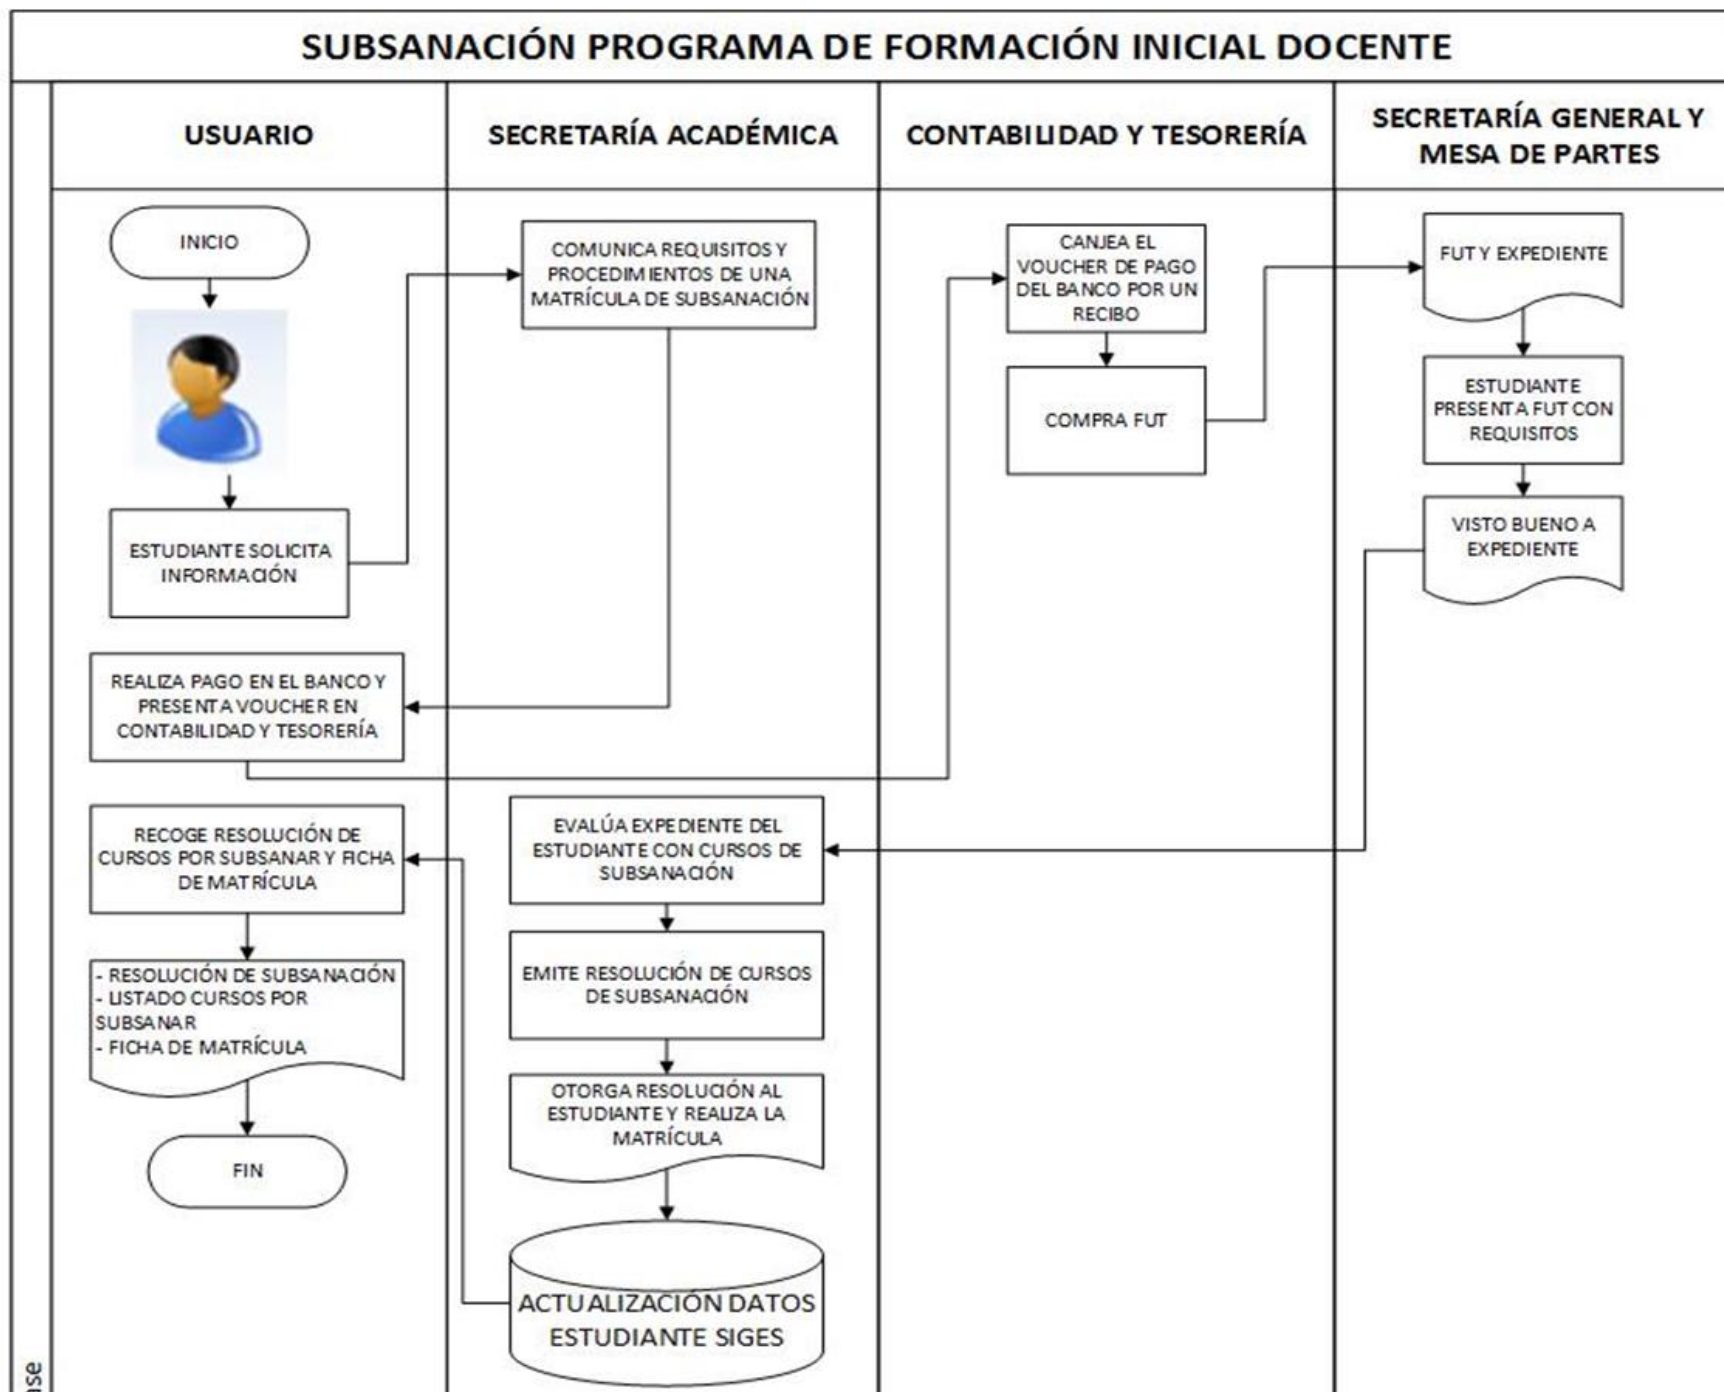 SUBSANACIÓN PROGRAMA DE FORMACIÓN INICIAL DOCENTE
USUARIO
SECRETARÍA ACADÉMICA
CONTABILIDAD Y TESORERÍA
SECRETARÍA GENERAL Y
MESA DE PARTES
INICIO
ESTUDIANTE SOLICITA
INFORMACIÓN
COMUNICA REQUISITOS Y
PROCEDIMIENTOS DE UNA
MATRÍCULA DE SUBSANACIÓN
REALIZA PAGO EN EL BANCO Y
PRESENTA VOUCHER EN
CONTABILIDAD Y TESORERÍA
CANJEA EL
VOUCHER DE PAGO
DEL BANCO POR UN
RECIBO
COMPRA FUT
FUT Y EXPEDIENTE
ESTUDIANTE
PRESENTA FUT CON
REQUISITOS
VISTO BUENO A
EXPEDIENTE
EVALÚA EXPEDIENTE DEL
ESTUDIANTE CON CURSOS DE
SUBSANACIÓN
EMITE RESOLUCIÓN DE CURSOS
DE SUBSANACIÓN
OTORGA RESOLUCIÓN AL
ESTUDIANTE Y REALIZA LA
MATRÍCULA
ACTUALIZACIÓN DATOS
ESTUDIANTE SIGES
RECOGE RESOLUCIÓN DE
CURSOS POR SUBSANAR Y FICHA
DE MATRÍCULA
- RESOLUCIÓN DE SUBSANACIÓN
- LISTADO CURSOS POR
SUBSANAR
- FICHA DE MATRÍCULA
FIN